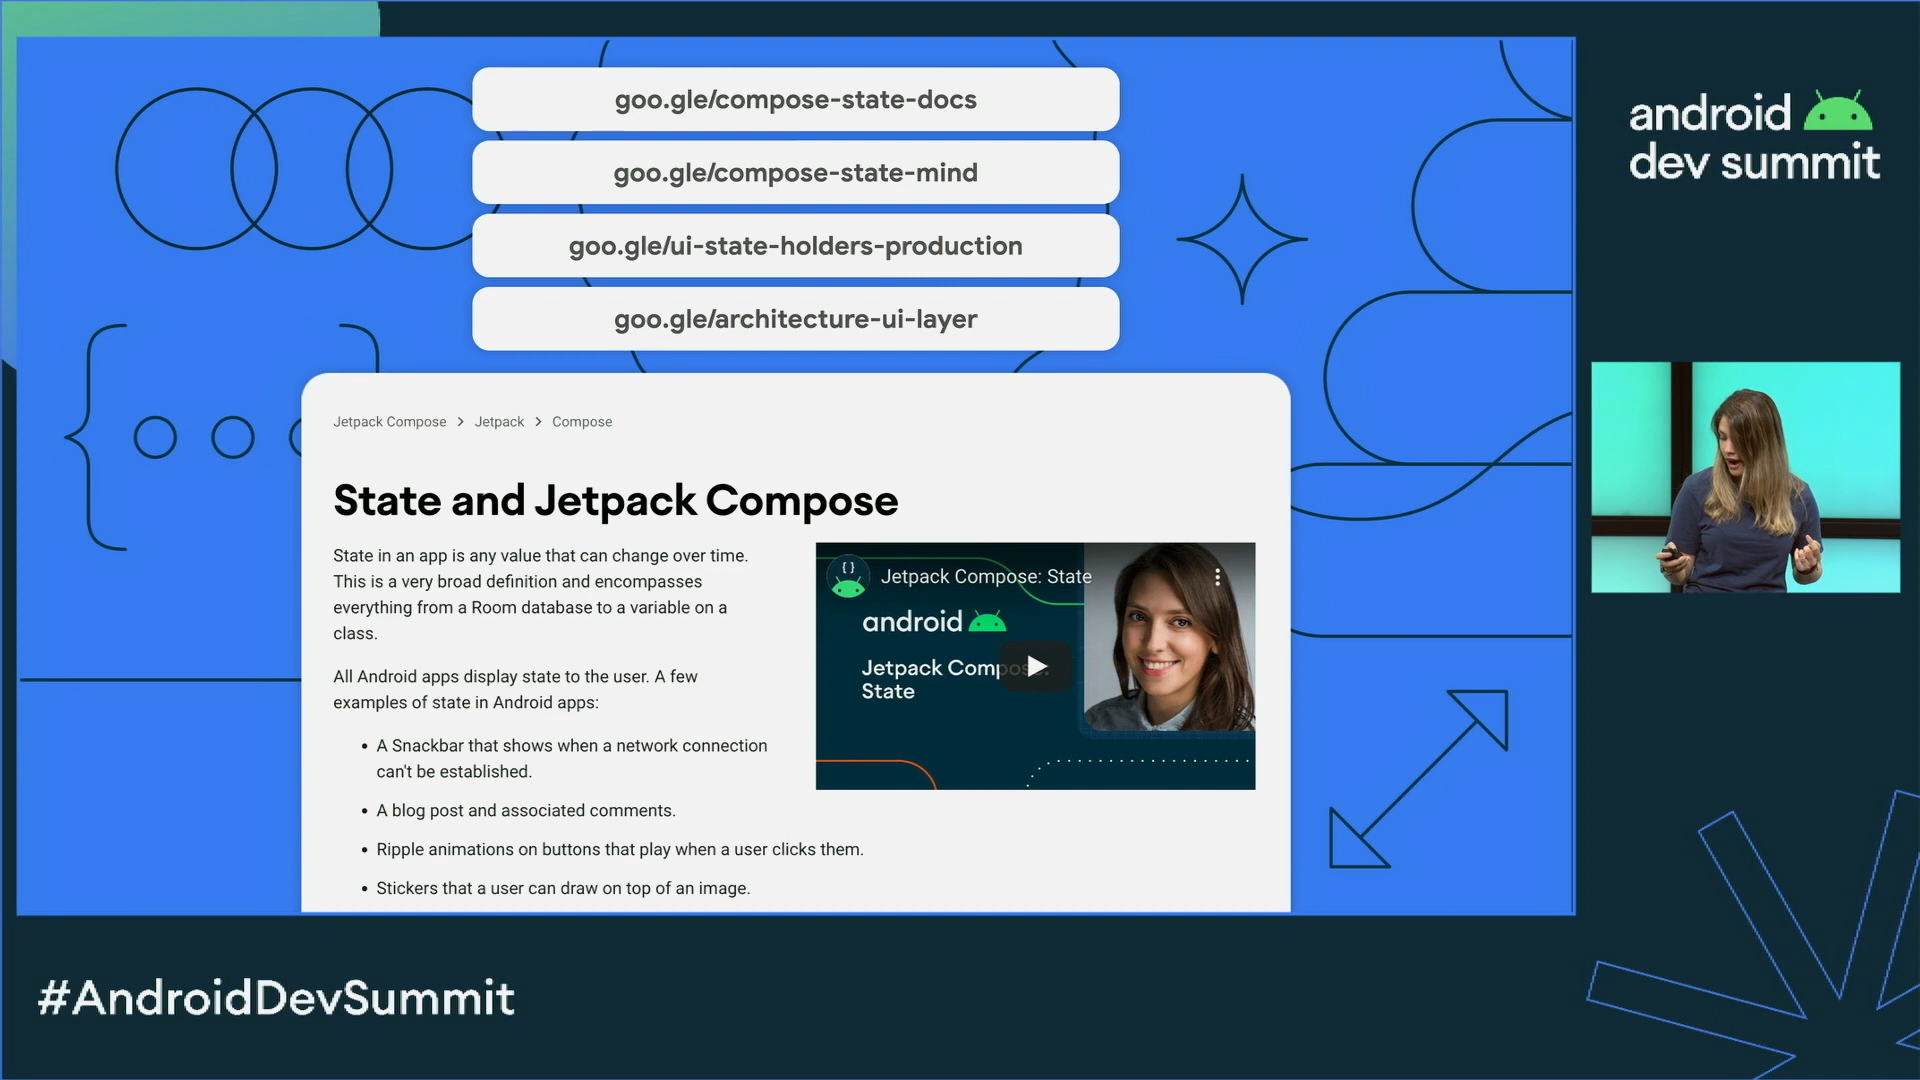 goo.gle/compose-state-docs
goo.gle/compose-state-mind
goo.gle/ui-state-holders-production
goo.gle/architecture-ui-layer
Jetpack Compose > Jetpack > Compose
State and Jetpack Compose
State in an app is any value that can change over time.
This is a very broad definition and encompasses
everything from a Room database to a variable on a
class.
All Android apps display state to the user. A few
examples of state in Android apps:
• A Snackbar that shows when a network connection
can't be established.
• A blog post and associated comments.
• Ripple animations on buttons that play when a user clicks them.
• Stickers that a user can draw on top of an image.
{ }
Jetpack Compose: State
android
Jetpack Compose:
State
android
dev summit
#AndroidDevSummit